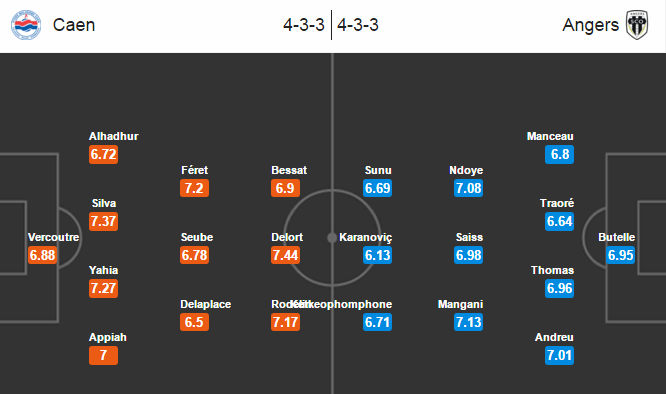 Caen 4-3-3 4-3-3 Angers
Alhadhur
6.72
Silva
7.37
Vercoutre
6.88
Yahia
7.27
Appiah
7
Féret
7.2
Seube
6.78
Delaplace
6.5
Bessat
6.9
Delort
7.44
7.17
Sunu
6.69
Karanoviç
6.13
6.71
Ndoye
7.08
Saiss
6.98
Mangani
7.13
Manceau
6.8
Traoré
6.64
Thomas
6.96
Andreu
7.01
Butelle
6.95